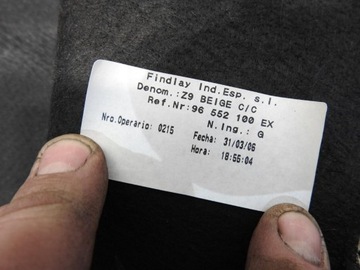 Findlay Ind.Esp. s.l.
Denom.:Z9 BEIGE C/C
Ref.Nr:96 552 100 EX
N.Ing.: G
Nro.Operario: 0215
Fecha: 31/03/06
Hora: 18:56:04